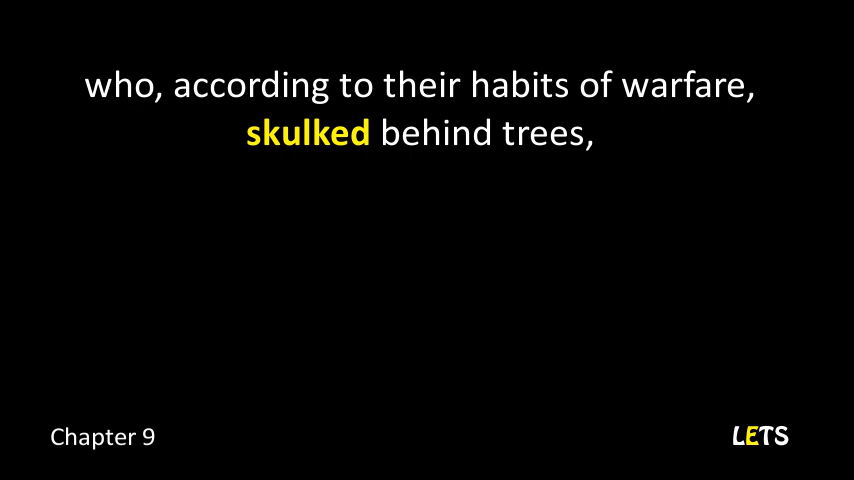 who, according to their habits of warfare,
skulked behind trees,
Chapter 9
LETS